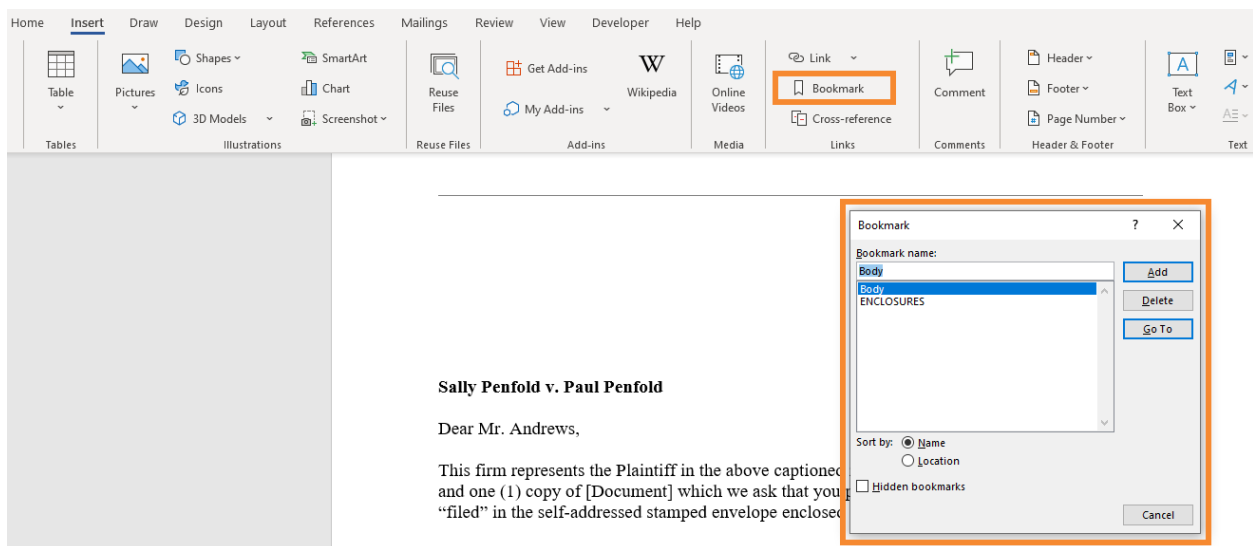 Home Insert Draw Design Layout References Mailings Review View Developer Help
Table
Tables
Pictures
Shapes
Icons
3D Models
SmartArt
Chart
Screenshot
Illustrations
Reuse
Files
Reuse Files
Get Add-ins
My Add-ins
W
Wikipedia
Add-ins
Online
Videos
Media
Link
Bookmark
Cross-reference
Links
Comment
Comments
Header
Footer
# Page Number
Header & Footer
A
Text
Box
A
A
Text
Bookmark ?
Bookmark name:
Body Add
Body Delete
ENCLOSURES
Go To
Sort by: Name
Location
Hidden bookmarks
Cancel
Sally Penfold v. Paul Penfold
Dear Mr. Andrews,
This firm represents the Plaintiff in the above captioned
and one (1) copy of [Document] which we ask that you
“filed” in the self-addressed stamped envelope enclosed